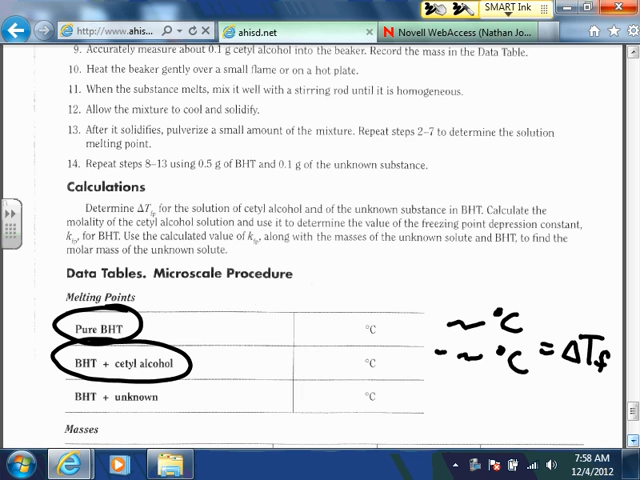 SMART Ink
http://www.ahis
ahisd.net
Novell WebAccess (Nathan Jo...
9. Accurately measure about 0.1 g cetyl alcohol into the beaker. Record the mass in the Data Table.
10. Heat the beaker gently over a small flame or on a hot plate.
11. When the substance melts, mix it well with a stirring rod until it is homogeneous.
12. Allow the mixture to cool and solidify.
13. After it solidifies, pulverize a small amount of the mixture. Repeat steps 2–7 to determine the solution
melting point.
14. Repeat steps 8–13 using 0.5 g of BHT and 0.1 g of the unknown substance.
Calculations
Determine ΔTfp for the solution of cetyl alcohol and of the unknown substance in BHT. Calculate the
molality of the cetyl alcohol solution and use it to determine the value of the freezing point depression constant,
kfp, for BHT. Use the calculated value of kfp, along with the masses of the unknown solute and BHT, to find the
molar mass of the unknown solute.
Data Tables. Microscale Procedure
Melting Points
Pure BHT °C
BHT + cetyl alcohol °C
BHT + unknown °C
~ °C
- ~ °C = ΔTf
Masses
7:58 AM
12/4/2012